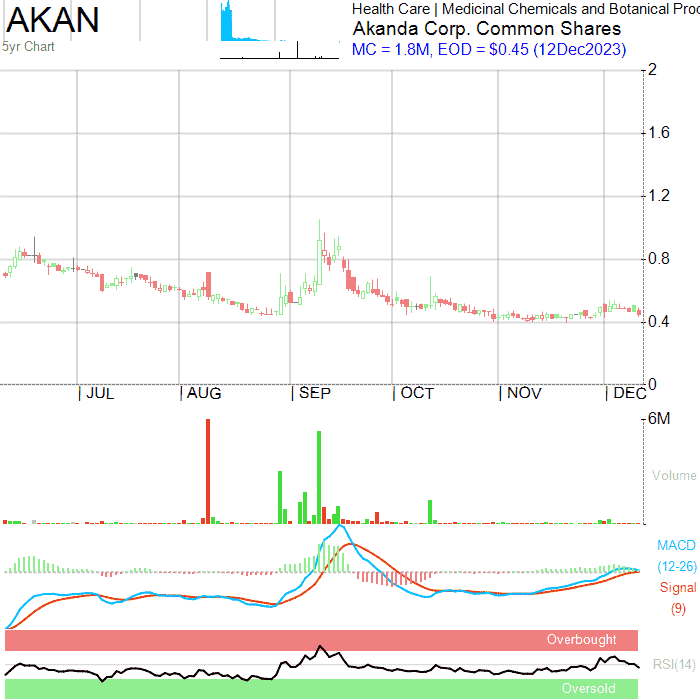 AKAN
5yr Chart
Health Care | Medicinal Chemicals and Botanical Proc
Akanda Corp. Common Shares
MC = 1.8M, EOD = $0.45 (12Dec2023)
2
1.6
1.2
0.8
0.4
0
| JUL | AUG | SEP | OCT | NOV | DEC
6M
Volume
MACD
(12-26)
Signal
(9)
Overbought
RSI(14)
Oversold